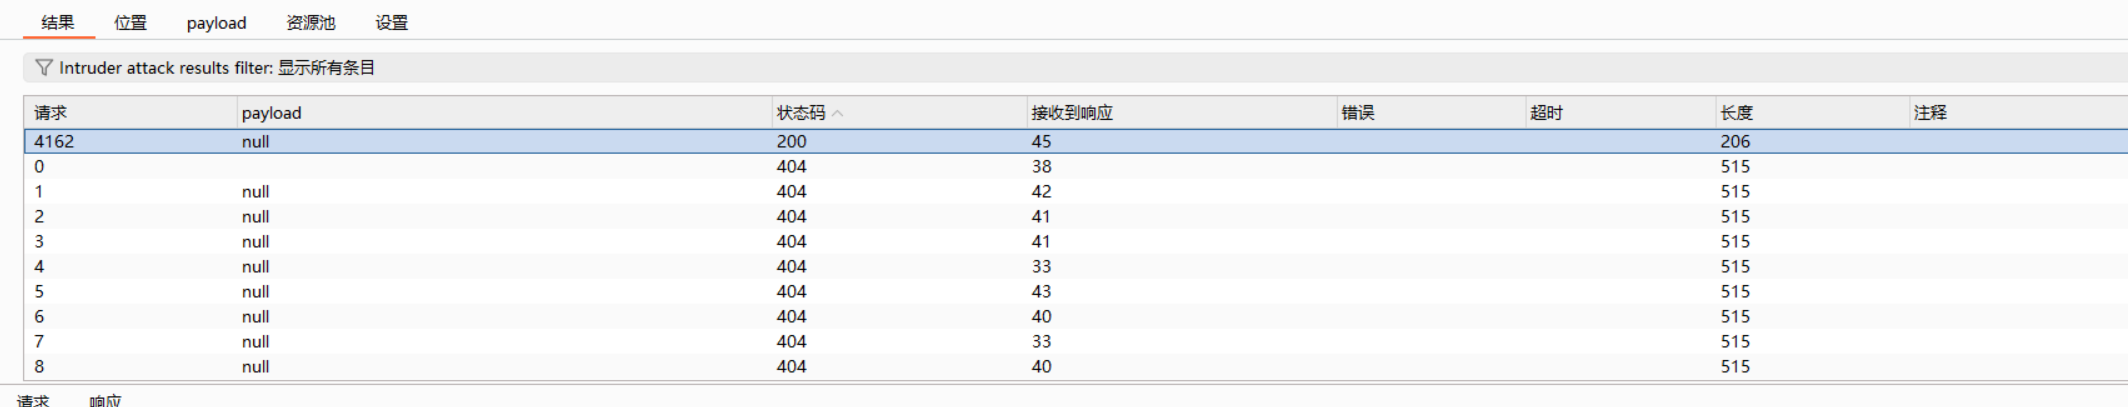 结果 位置 payload 资源池 设置
Intruder attack results filter: 显示所有条目
请求 payload 状态码 接收到响应 错误 超时 长度 注释
4162 null 200 45 206
0 404 38 515
1 null 404 42 515
2 null 404 41 515
3 null 404 41 515
4 null 404 33 515
5 null 404 43 515
6 null 404 40 515
7 null 404 33 515
8 null 404 40 515
请求 响应